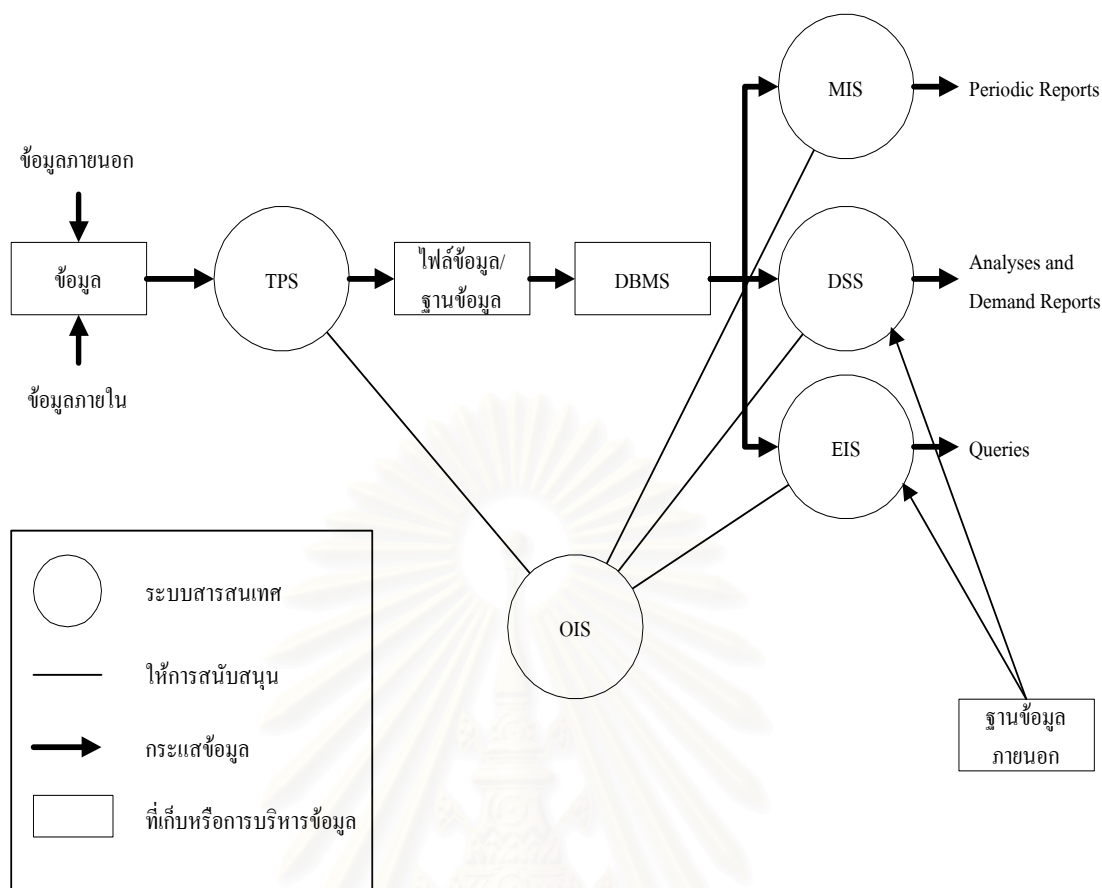 MIS
Periodic Reports
ข้อมูลภายนอก
ข้อมูล
TPS
ไฟล์ข้อมูล/
ฐานข้อมูล
DBMS
DSS
Analyses and
Demand Reports
ข้อมูลภายใน
EIS
Queries
OIS
ระบบสารสนเทศ
ให้การสนับสนุน
กระแสข้อมูล
ที่เก็บหรือการบริหารข้อมูล
ฐานข้อมูล
ภายนอก